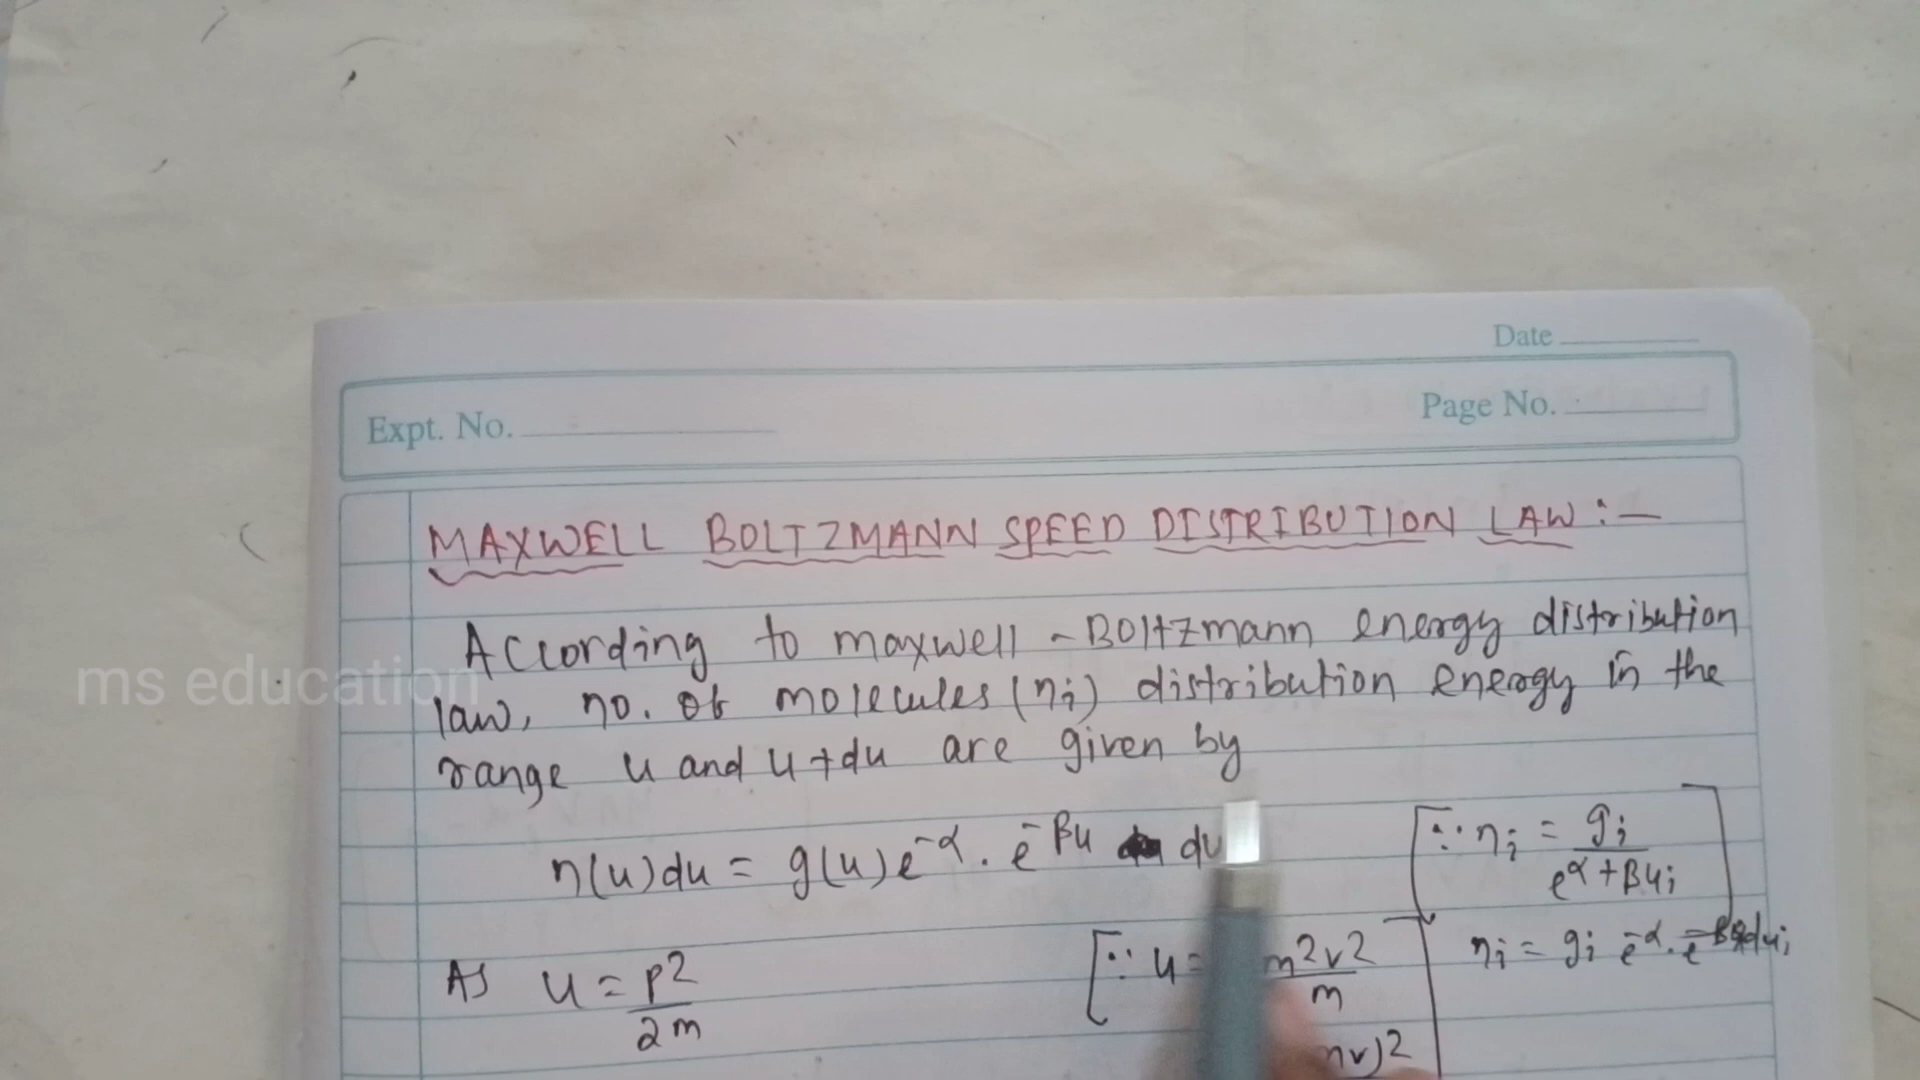 Date
Expt. No.
Page No.
MAXWELL BOLTZMANN SPEED DISTRIBUTION LAW :-
According to maxwell - Boltzmann energy distribution
law, no. of molecules (ni) distribution energy in the
range u and u+du are given by
n(u)du = g(u)e^-α . e^-βu du
[∵ ni = gi / e^α+βui ]
ni = gi e^-α . e^-βui
As u = p² / 2m
[∵ u = m²v² / m
mv)²
ms education